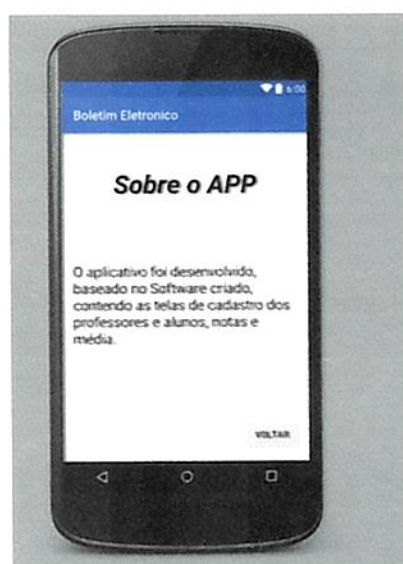 6:00
Boletim Eletronico
Sobre o APP
O aplicativo foi desenvolvido,
baseado no Software criado,
contendo as telas de cadastro dos
professores e alunos, notas e
média.
VOLTAR